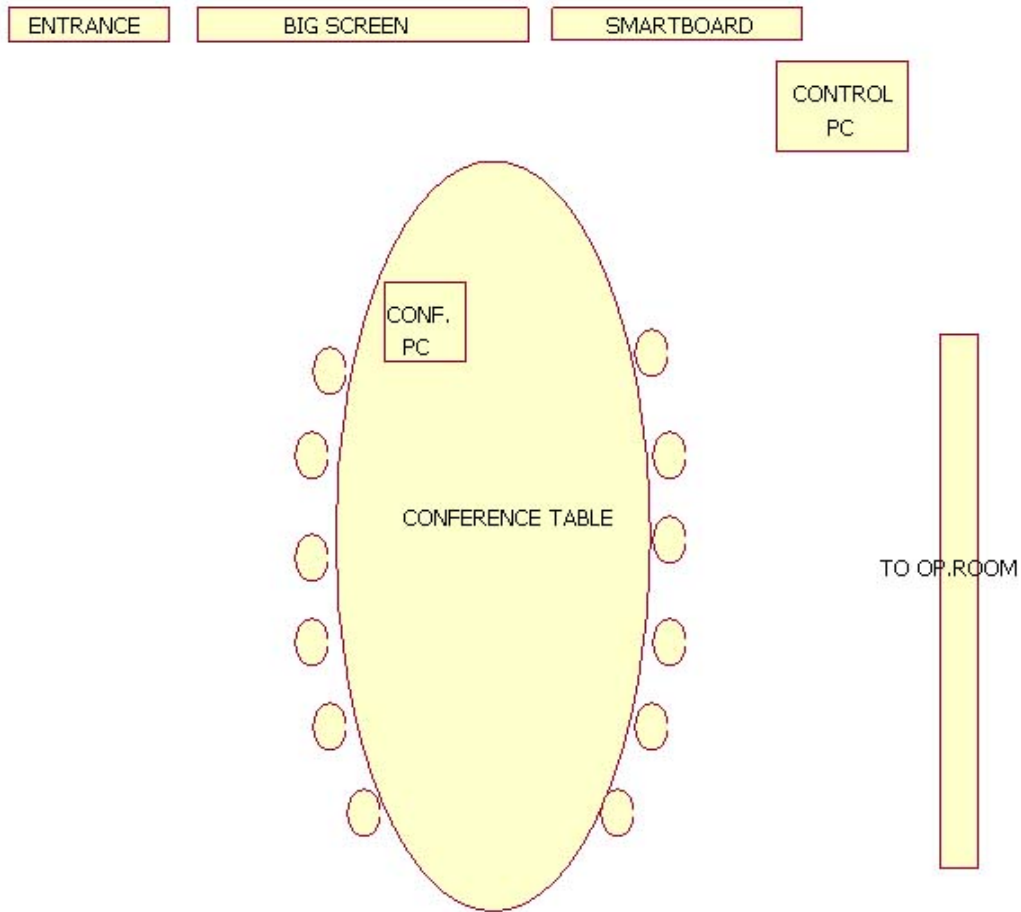 ENTRANCE
BIG SCREEN
SMARTBOARD
CONTROL
PC
CONF.
PC
CONFERENCE TABLE
TO OP.ROOM